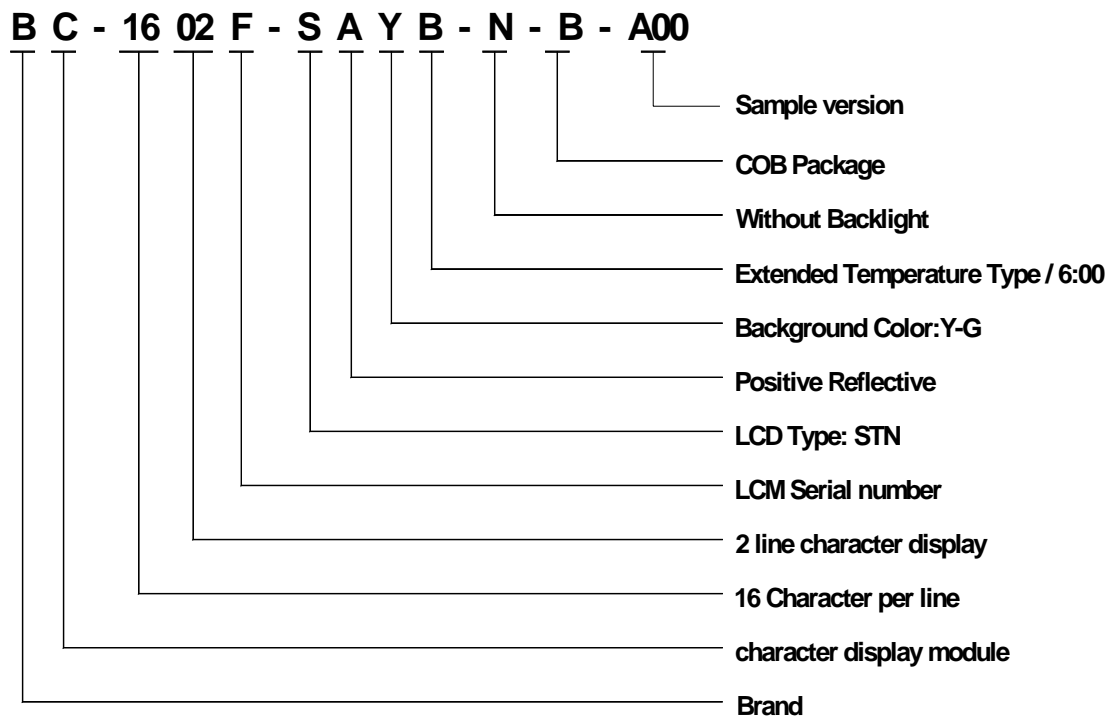 B C - 16 02 F - S A Y B - N - B - A00
Sample version
COB Package
Without Backlight
Extended Temperature Type / 6:00
Background Color:Y-G
Positive Reflective
LCD Type: STN
LCM Serial number
2 line character display
16 Character per line
character display module
Brand